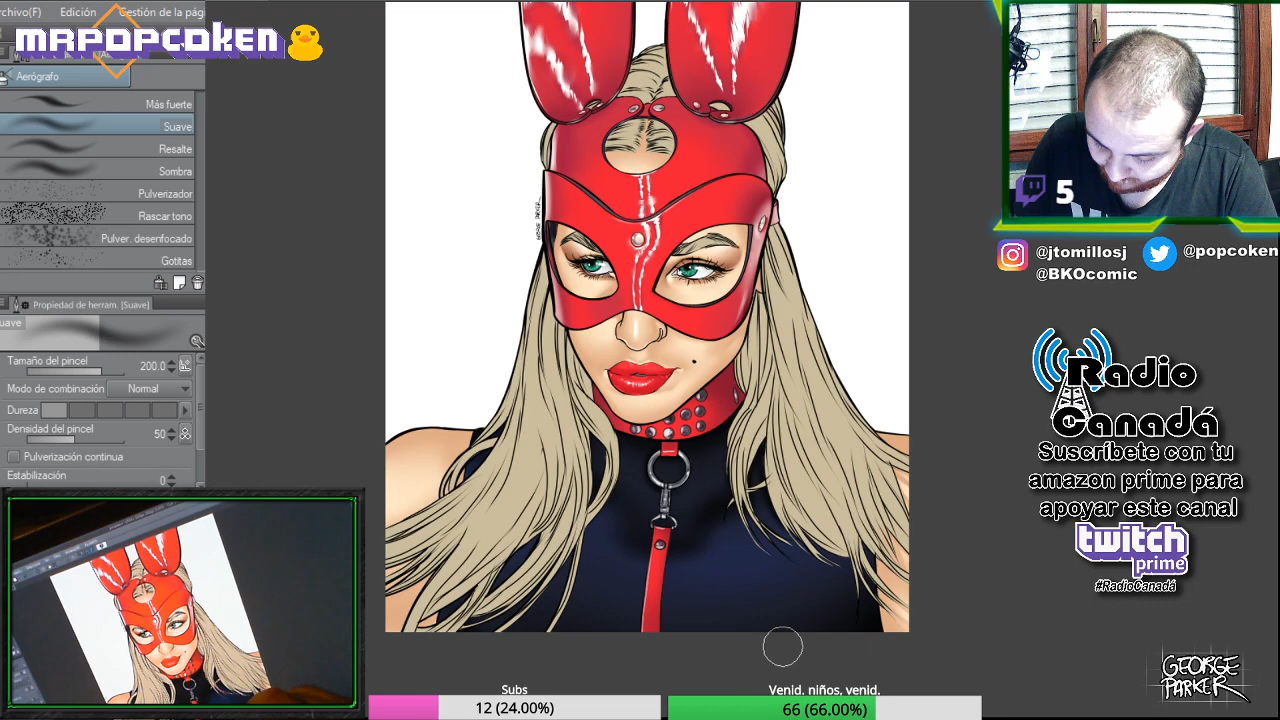 rchivo(F) Edición Gestión de la pág
MRPOPCOKEN
Aerógrafo
Más fuerte
Suave
Resalte
Sombra
Pulverizador
Rascar tono
Pulver. desenfocado
Gotitas
Propiedad de herram. [Suave]
uave
Tamaño del pincel 200.0
Modo de combinación Normal
Dureza
Densidad del pincel 50
Pulverización continua
Estabilización 0
GEORGE PARKER
5
@jtomillosj @popcoken
@BKOcomic
Radio
Canadá
Suscríbete con tu
amazon prime para
apoyar este canal
twitch
prime
#RadioCanadá
GEORGE
PARKER
Subs
12 (24.00%)
Venid, niños, venid.
66 (66.00%)